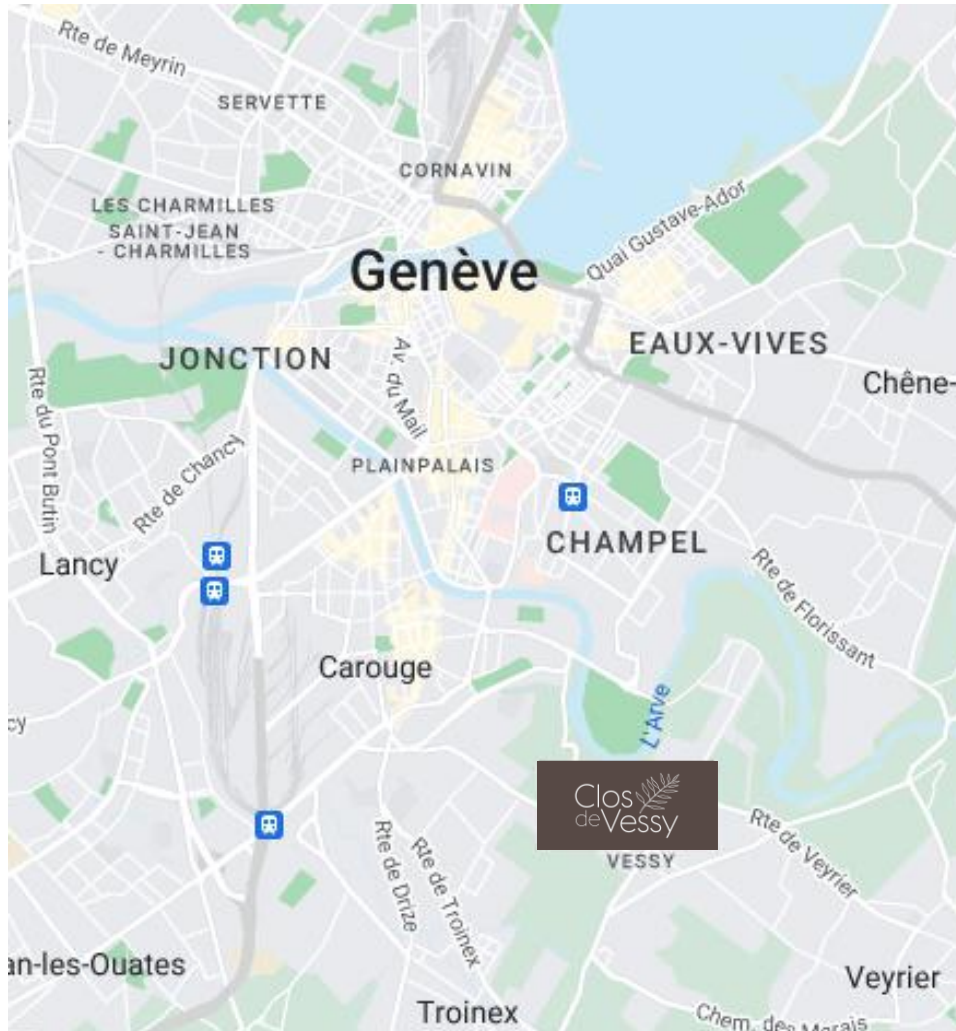 Rte de Meyrin
SERVETTE
CORNAVIN
LES CHARMILLES
SAINT-JEAN
- CHARMILLES
Quai Gustave-Ador
Genève
JONCTION
Av. du Mail
EAUX-VIVES
Chêne-
Rte du Pont Butin
Rte de Chancy
PLAINPALAIS
CHAMPEL
Lancy
Rte de Florissant
Carouge
L'Arve
cy
Clos
de Vessy
VESSY
Rte de Veyrier
Rte de Drize
Rte de Troinex
an-les-Ouates
Veyrier
Troinex
Chem. des Marais